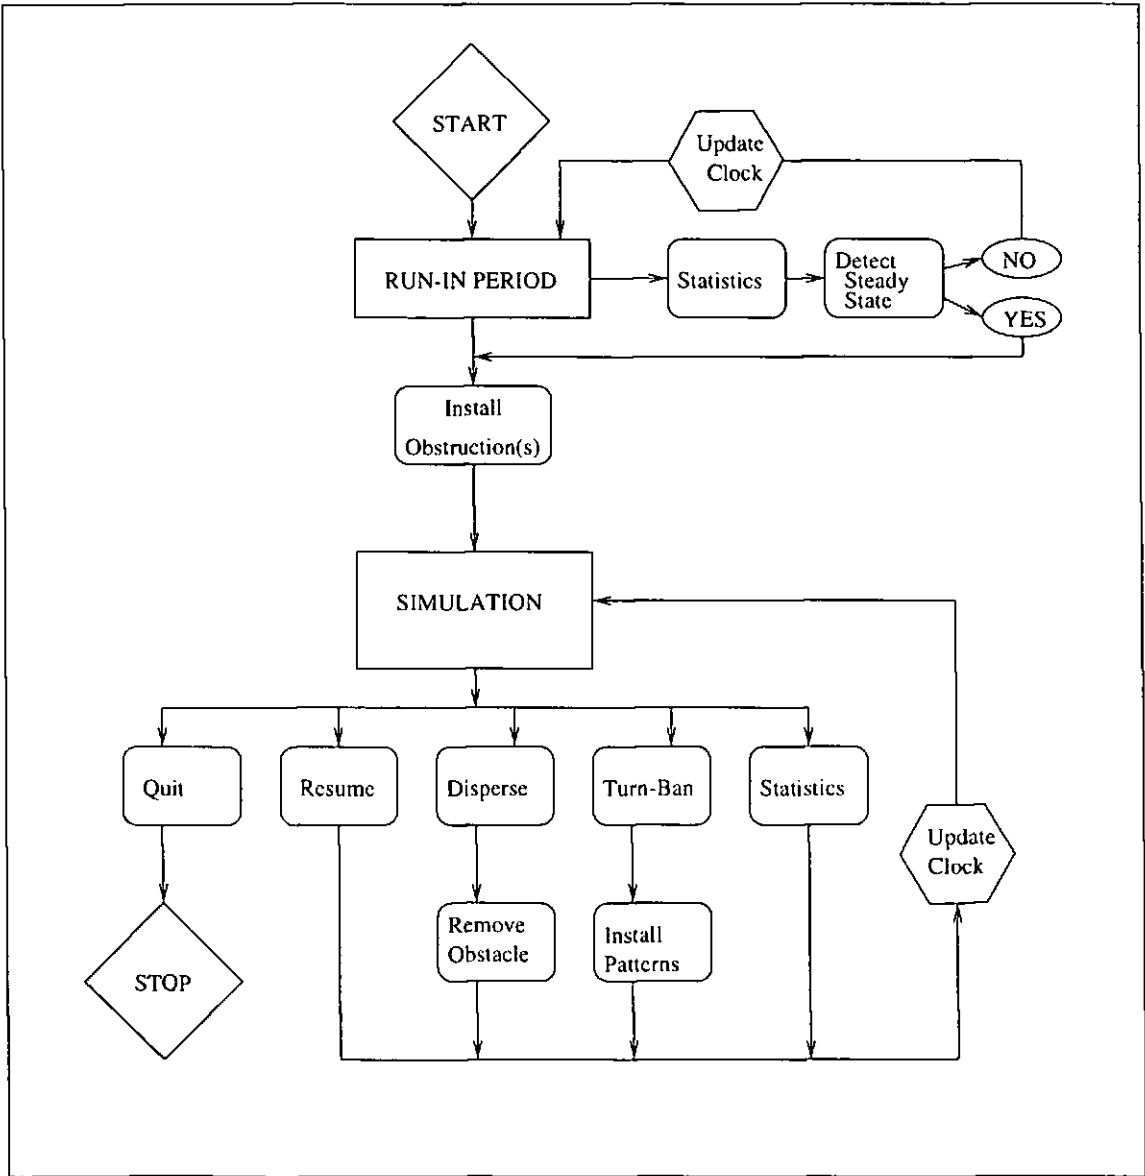 START
Update
Clock
RUN-IN PERIOD
Statistics
Detect
Steady
State
NO
YES
Install
Obstruction(s)
SIMULATION
Quit
Resume
Disperse
Turn-Ban
Statistics
Update
Clock
Remove
Obstacle
Install
Patterns
STOP